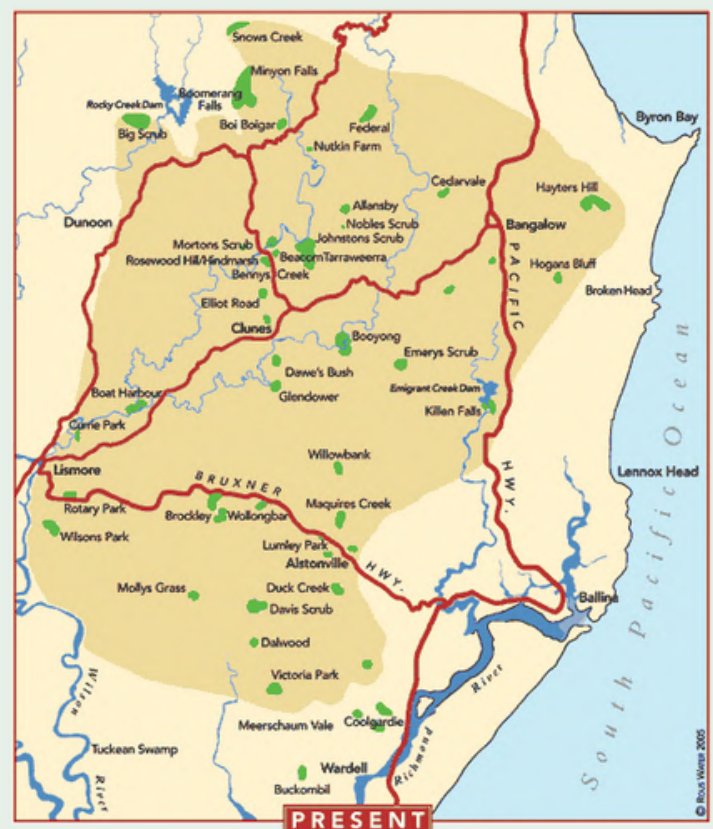 Snows Creek
Minyon Falls
Boomerang
Falls
Rocky Creek Dam
Big Scrub
Boi Boigar
Federal
Nutkin Farm
Byron Bay
Cedarvale
Hayters Hill
Allansby
Dunoon
Nobles Scrub
Bangalow
Johnstons Scrub
Mortons Scrub
Beacom
Tarraweerra
Rosewood Hill/Hindmarsh
Bennys Creek
Hogans Bluff
Broken Head
Elliot Road
Clunes
PACIFIC
Booyong
Emerys Scrub
Dawe's Bush
Emigrant Creek Dam
Glendower
Boat Harbour
Killen Falls
Currie Park
Willowbank
Lismore
Lennox Head
BRUXNER
HWY.
HWY.
Rotary Park
Brockley
Wollongbar
Maquires Creek
Wilsons Park
Lumley Park
Alstonville
Mollys Grass
Duck Creek
Ballina
Davis Scrub
Dalwood
Victoria Park
Wilson
River
Richmond
River
Meerschaum Vale
Coolgardie
Tuckean Swamp
Wardell
Buckombil
South Pacific Ocean
© ROUS WATER 2005
PRESENT